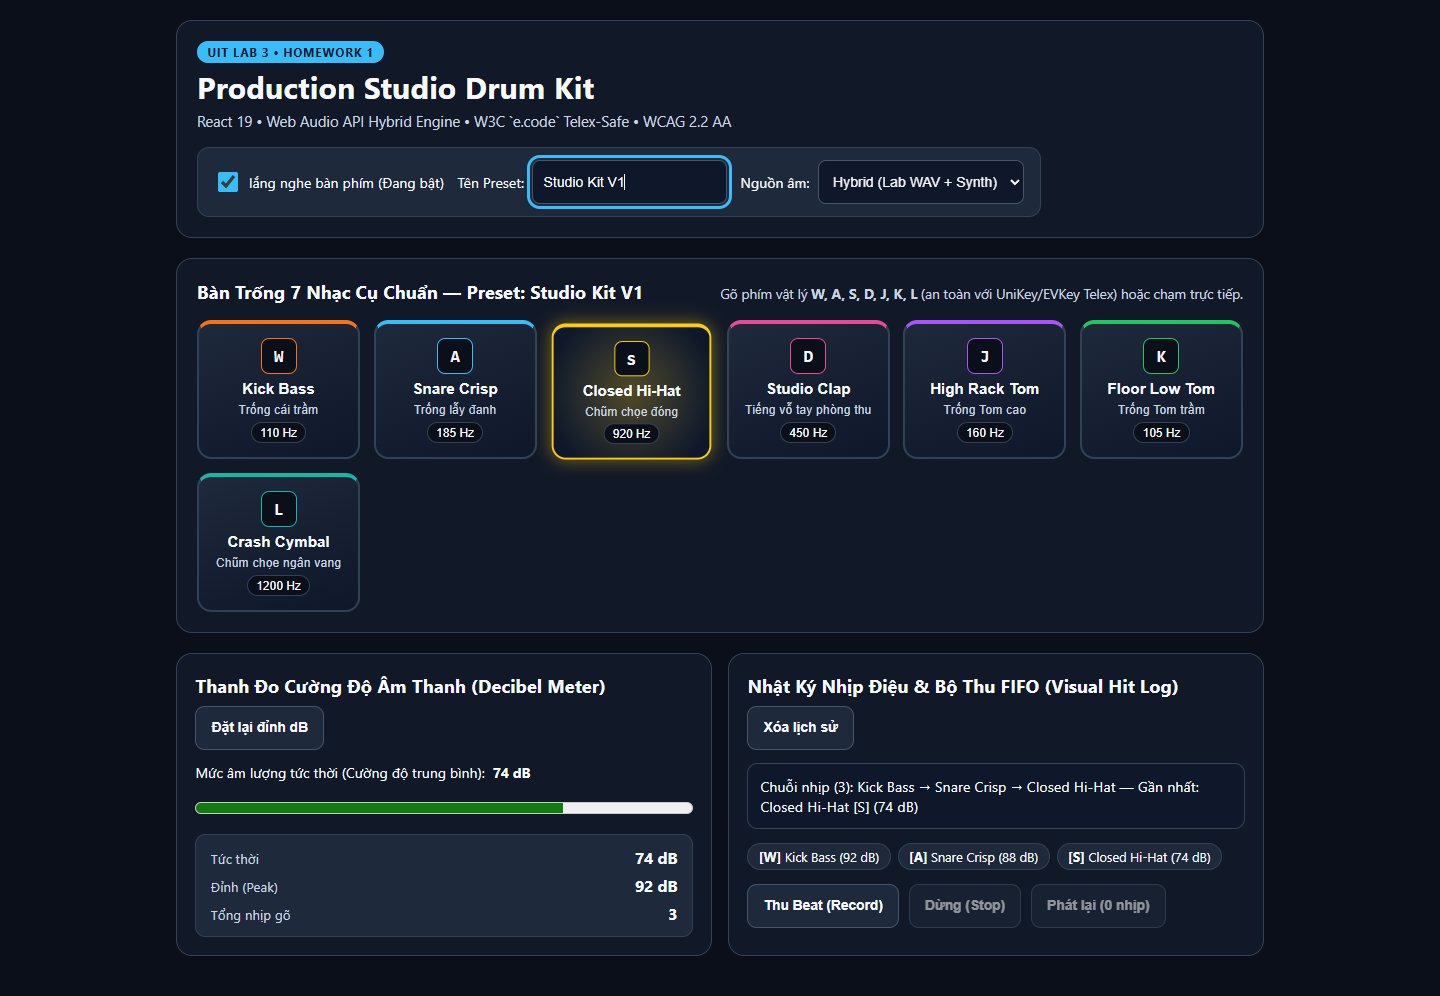 UIT LAB 3 • HOMEWORK 1
Production Studio Drum Kit
React 19 • Web Audio API Hybrid Engine • W3C `e.code` Telex-Safe • WCAG 2.2 AA
lắng nghe bàn phím (Đang bật) Tên Preset: Studio Kit V1 Nguồn âm: Hybrid (Lab WAV + Synth)
Bàn Trống 7 Nhạc Cụ Chuẩn — Preset: Studio Kit V1
Gõ phím vật lý W, A, S, D, J, K, L (an toàn với UniKey/EVKey Telex) hoặc chạm trực tiếp.
W
Kick Bass
Trống cái trầm
110 Hz
A
Snare Crisp
Trống lẫy đanh
185 Hz
S
Closed Hi-Hat
Chũm chọe đóng
920 Hz
D
Studio Clap
Tiếng vỗ tay phòng thu
450 Hz
J
High Rack Tom
Trống Tom cao
160 Hz
K
Floor Low Tom
Trống Tom trầm
105 Hz
L
Crash Cymbal
Chũm chọe ngân vang
1200 Hz
Thanh Đo Cường Độ Âm Thanh (Decibel Meter)
Đặt lại đỉnh dB
Mức âm lượng tức thời (Cường độ trung bình): 74 dB
Tức thời 74 dB
Đỉnh (Peak) 92 dB
Tổng nhịp gõ 3
Nhật Ký Nhịp Điệu & Bộ Thu FIFO (Visual Hit Log)
Xóa lịch sử
Chuỗi nhịp (3): Kick Bass → Snare Crisp → Closed Hi-Hat — Gần nhất:
Closed Hi-Hat [S] (74 dB)
[W] Kick Bass (92 dB) [A] Snare Crisp (88 dB) [S] Closed Hi-Hat (74 dB)
Thu Beat (Record) Dừng (Stop) Phát lại (0 nhịp)